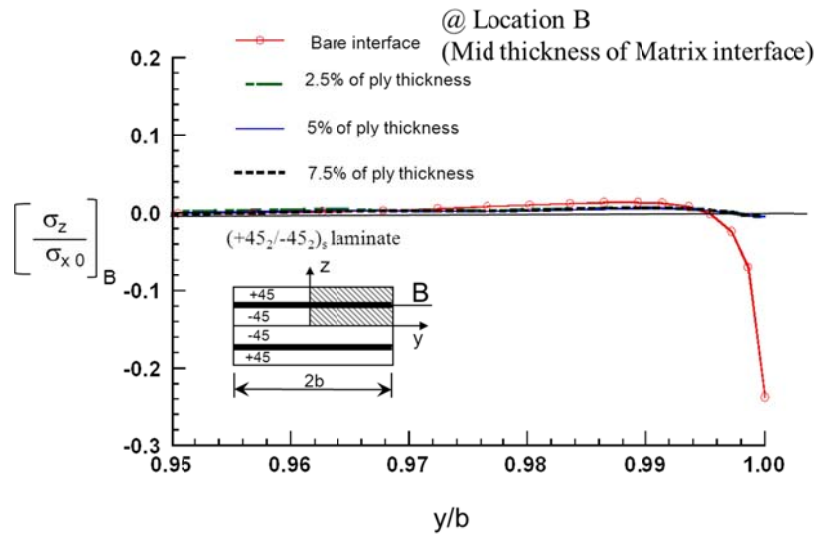 @ Location B
(Mid thickness of Matrix interface)
Bare interface
2.5% of ply thickness
5% of ply thickness
7.5% of ply thickness
0.2
0.1
0.0
-0.1
-0.2
-0.3
[σz/σx 0]B
(+45₂/-45₂)s laminate
z
+45
B
-45
y
-45
+45
2b
0.95 0.96 0.97 0.98 0.99 1.00
y/b